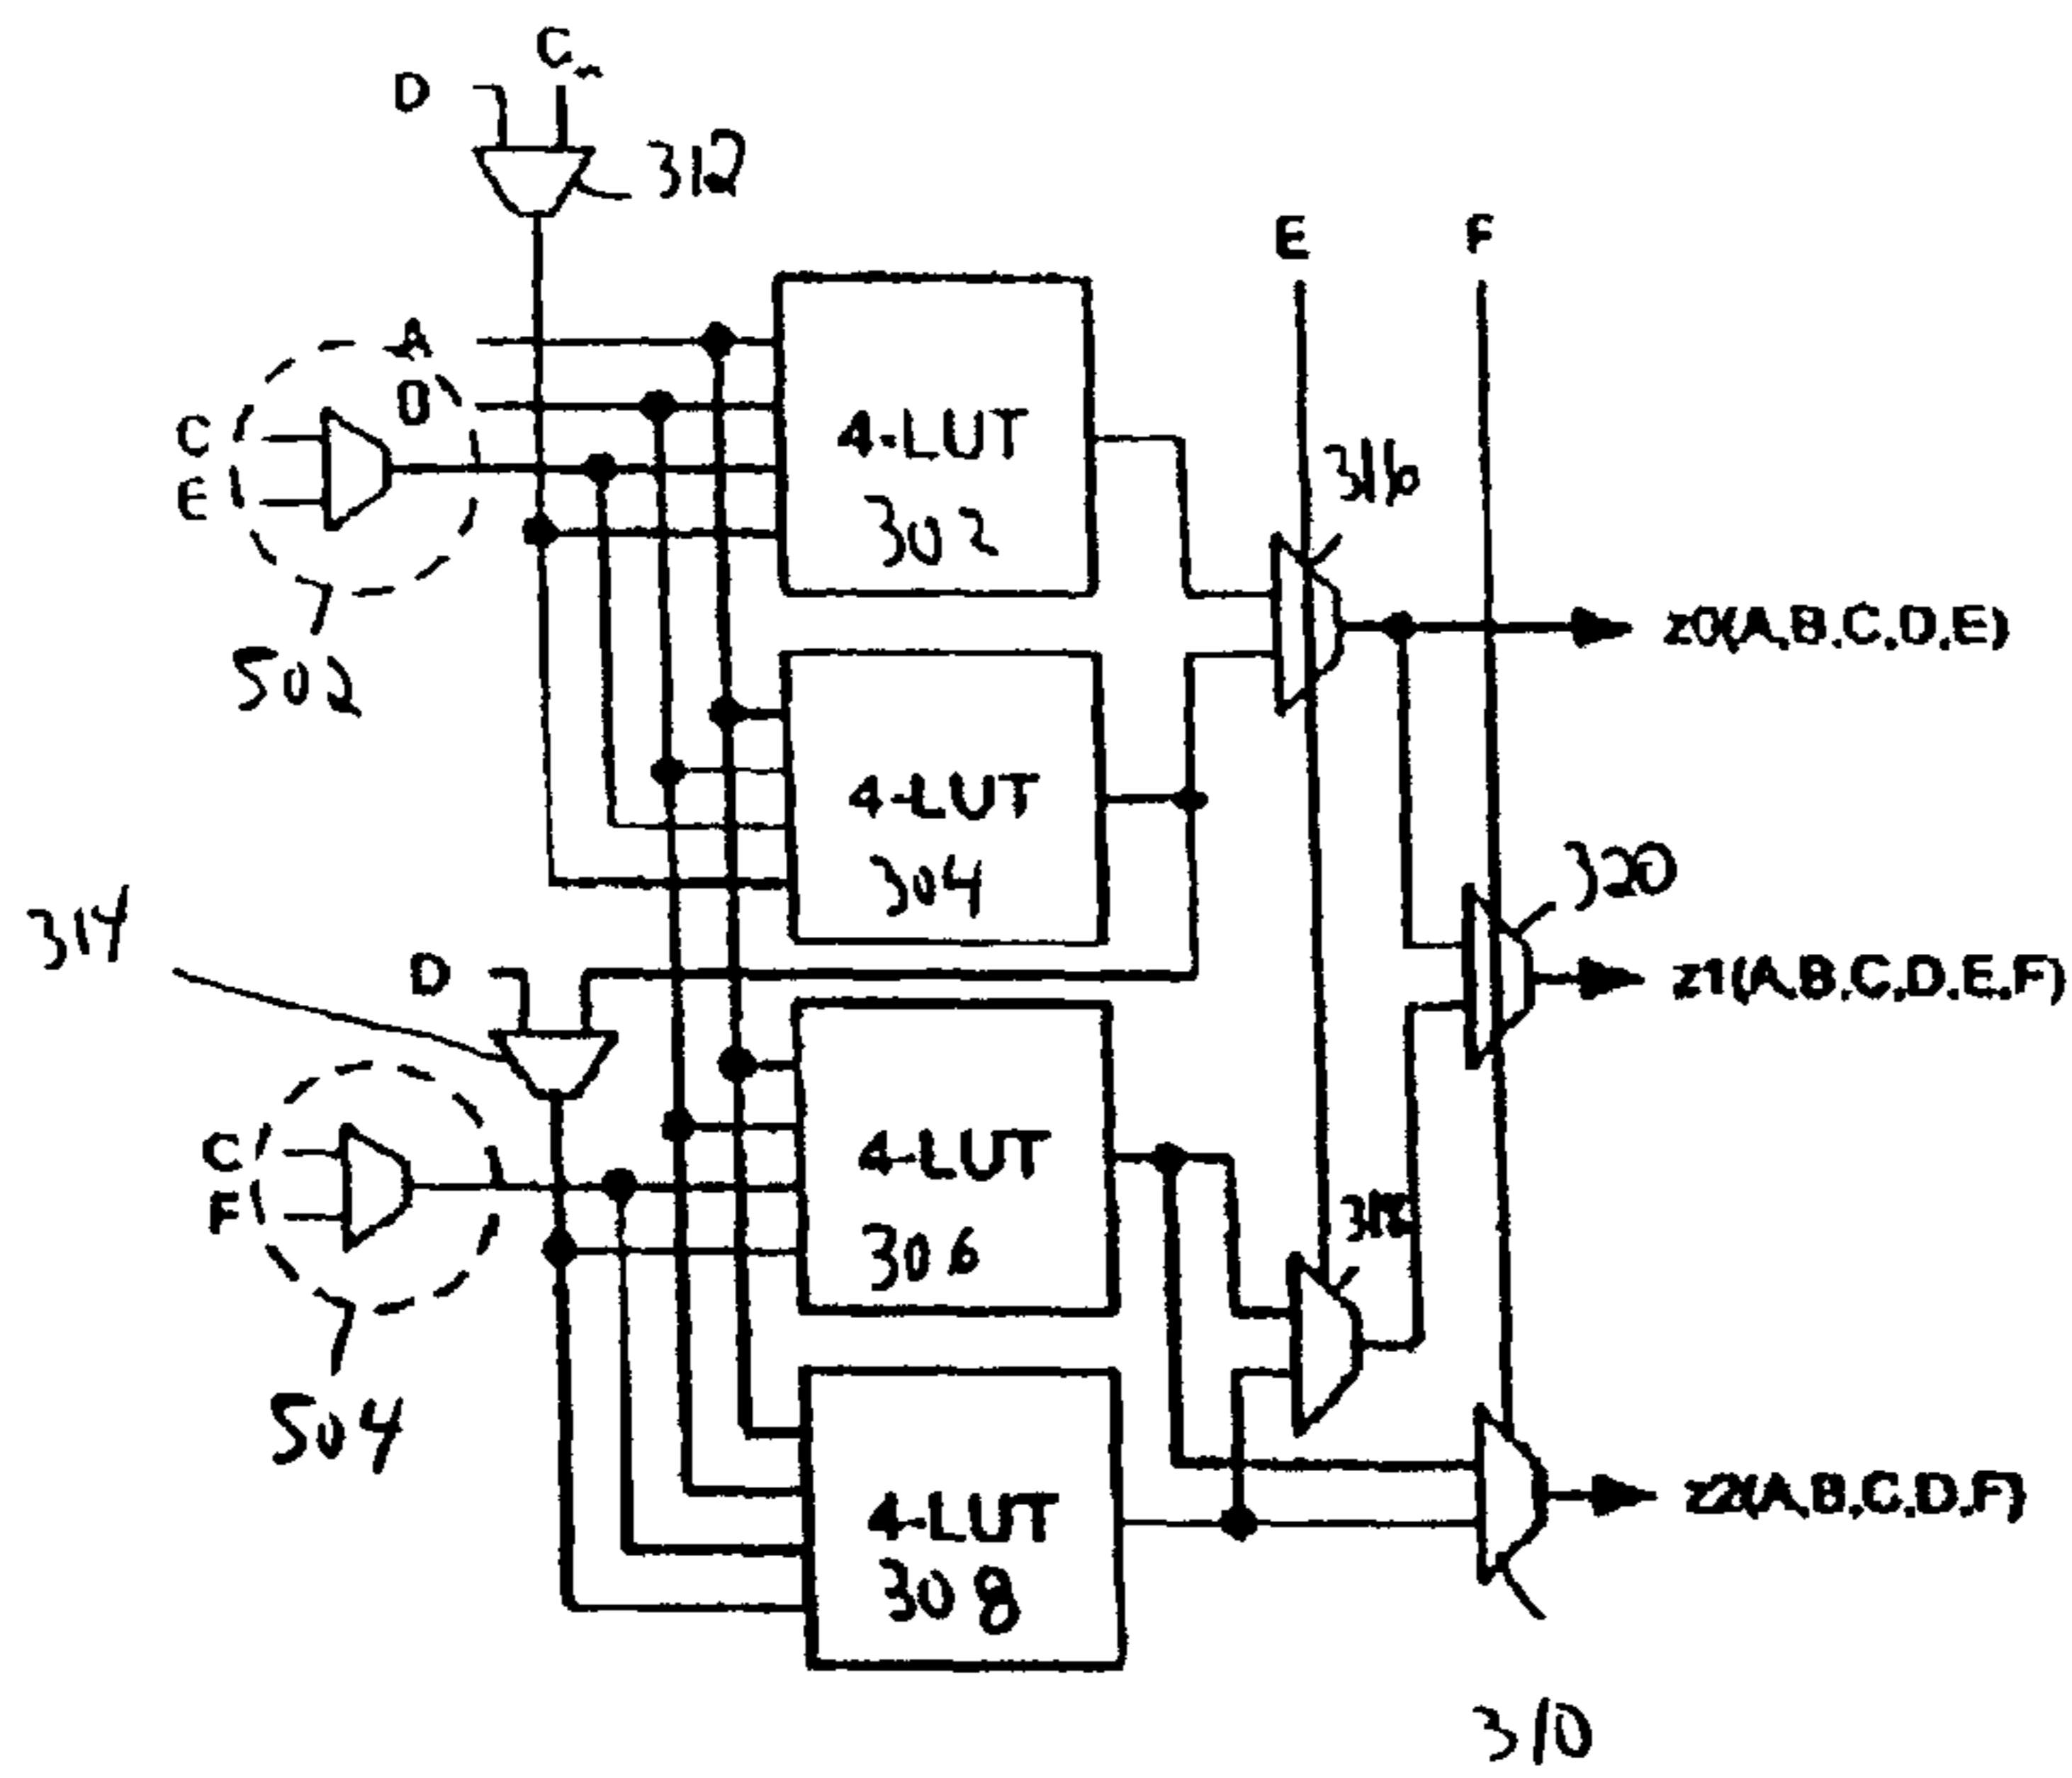 C
D
312
E
F
A
0
C
E
4-LUT
302
316
502
z0(A,B,C,D,E)
4-LUT
304
320
314
D
z1(A,B,C,D,E,F)
C
F
4-LUT
306
318
504
4-LUT
308
z2(A,B,C,D,F)
310